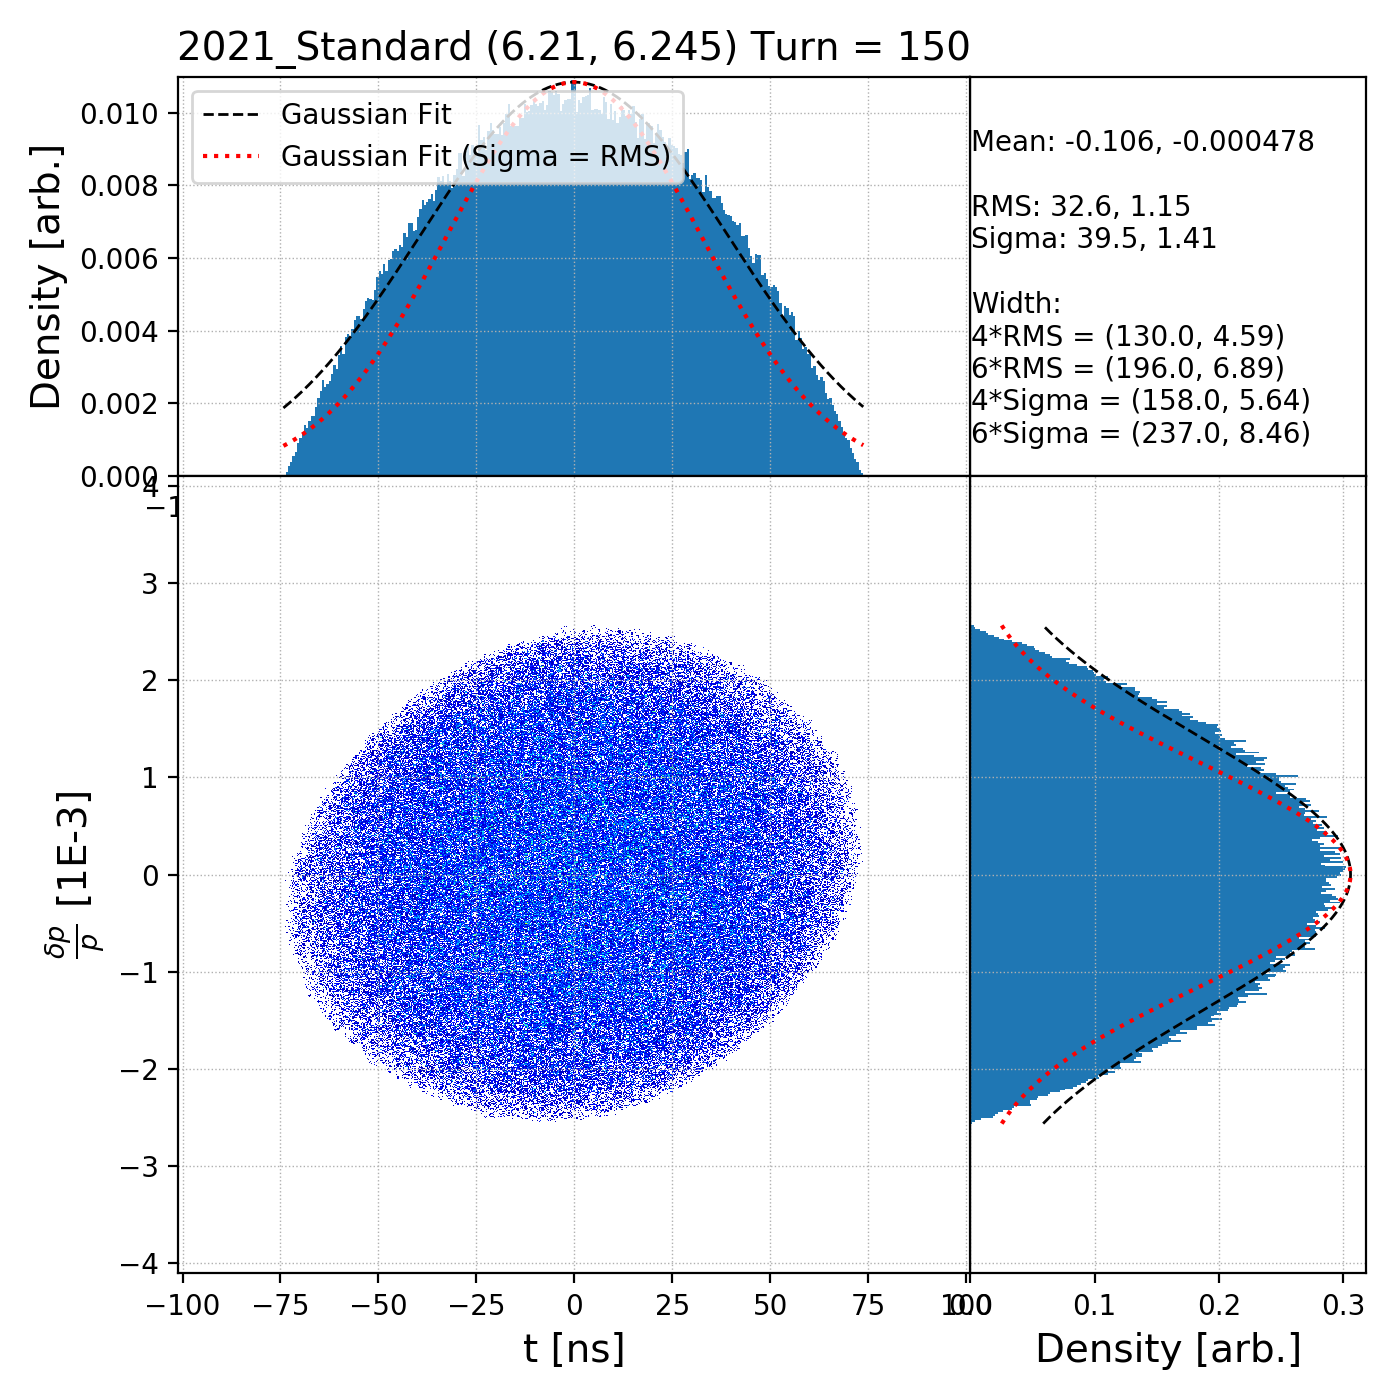 2021_Standard (6.21, 6.245) Turn = 150
Density [arb.]
0.010
0.008
0.006
0.004
0.002
0.000
Gaussian Fit
Gaussian Fit (Sigma = RMS)
Mean: -0.106, -0.000478
RMS: 32.6, 1.15
Sigma: 39.5, 1.41
Width:
4*RMS = (130.0, 4.59)
6*RMS = (196.0, 6.89)
4*Sigma = (158.0, 5.64)
6*Sigma = (237.0, 8.46)
δp/p [1E-3]
4
3
2
1
0
−1
−2
−3
−4
−100 −75 −50 −25 0 25 50 75 100
t [ns]
0.0 0.1 0.2 0.3
Density [arb.]